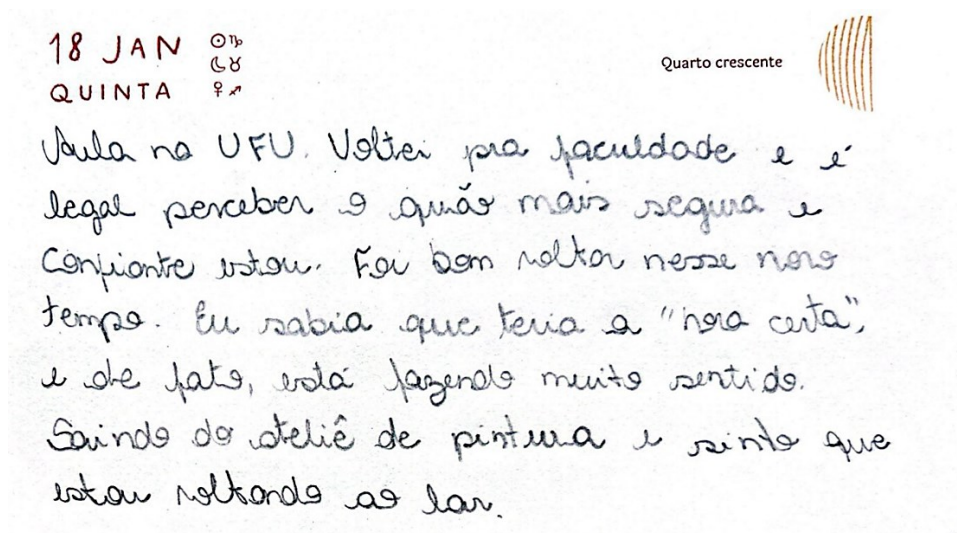 18 JAN ☉♑
☾♉
QUINTA ♀♐
Quarto crescente
Aula na UFU. Voltei pra faculdade e é
legal perceber o quão mais segura e
confiante estou. Foi bom voltar nesse novo
tempo. Eu sabia que teria a "hora certa",
e de fato, está fazendo muito sentido.
Saindo do ateliê de pintura e sinto que
estou voltando ao lar.